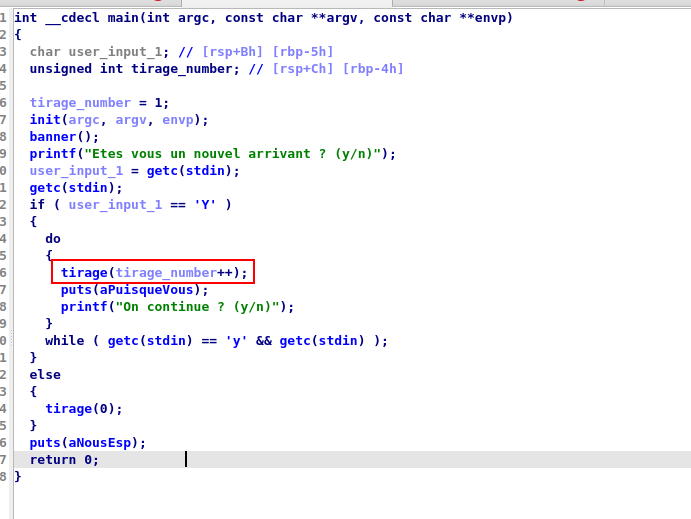 1 int __cdecl main(int argc, const char **argv, const char **envp)
2 {
3 char user_input_1; // [rsp+Bh] [rbp-5h]
4 unsigned int tirage_number; // [rsp+Ch] [rbp-4h]
5
6 tirage_number = 1;
7 init(argc, argv, envp);
8 banner();
9 printf("Etes vous un nouvel arrivant ? (y/n)");
0 user_input_1 = getc(stdin);
1 getc(stdin);
2 if ( user_input_1 == 'Y' )
3 {
4 do
5 {
6 tirage(tirage_number++);
7 puts(aPuisqueVous);
8 printf("On continue ? (y/n)");
9 }
0 while ( getc(stdin) == 'y' && getc(stdin) );
1 }
2 else
3 {
4 tirage(0);
5 }
6 puts(aNousEsp);
7 return 0;
8 }